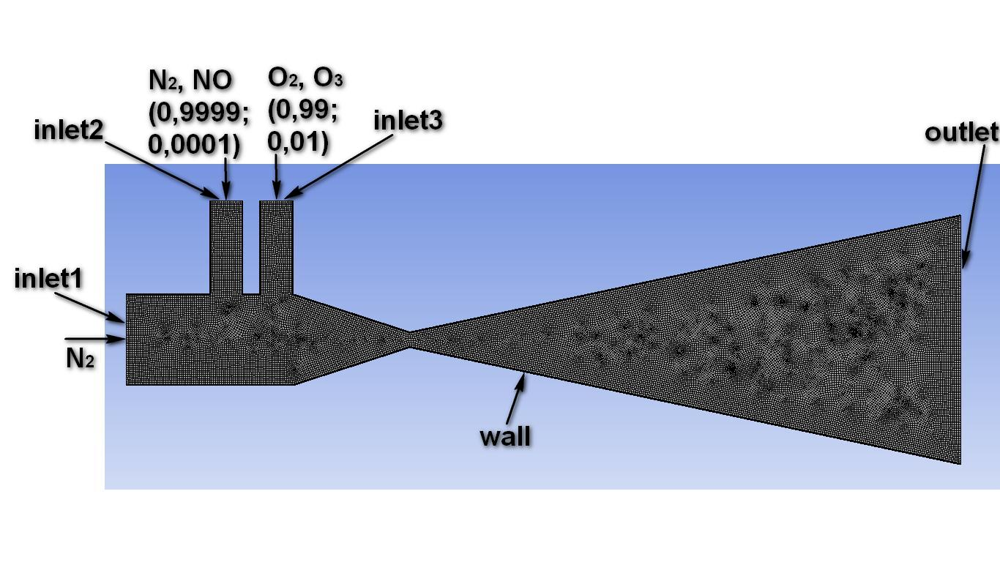 N2, NO
(0,9999;
0,0001)
O2, O3
(0,99;
0,01)
inlet2
inlet3
outlet
inlet1
N2
wall